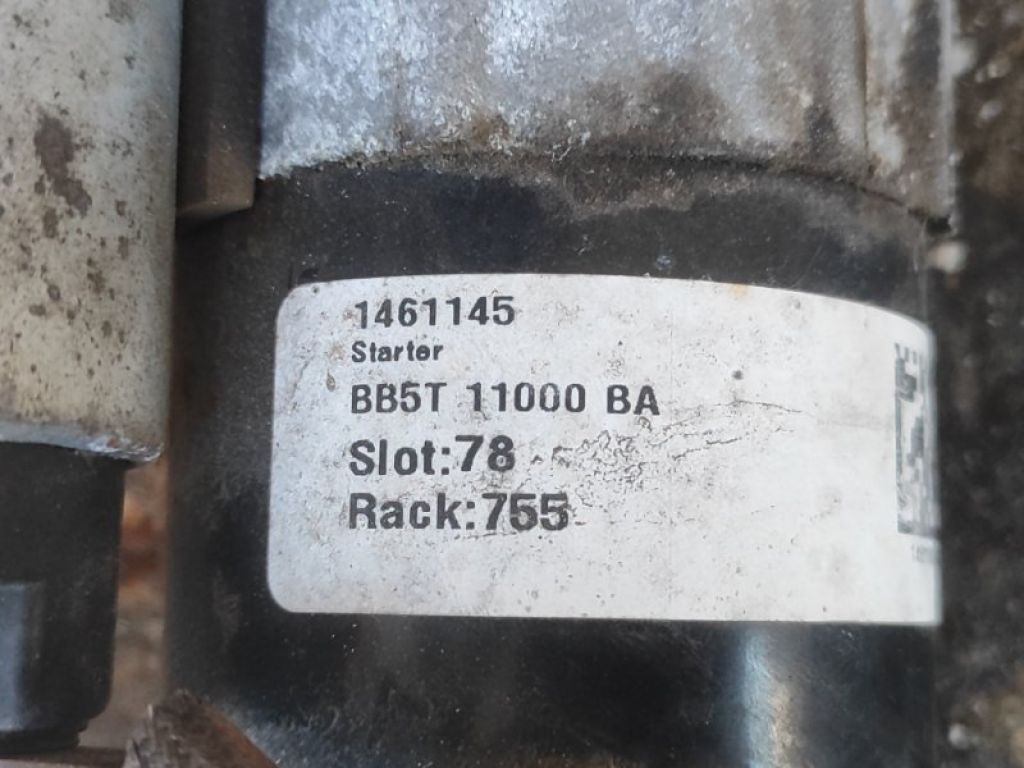 1461145
Starter
BB5T 11000 BA
Slot:78
Rack:755